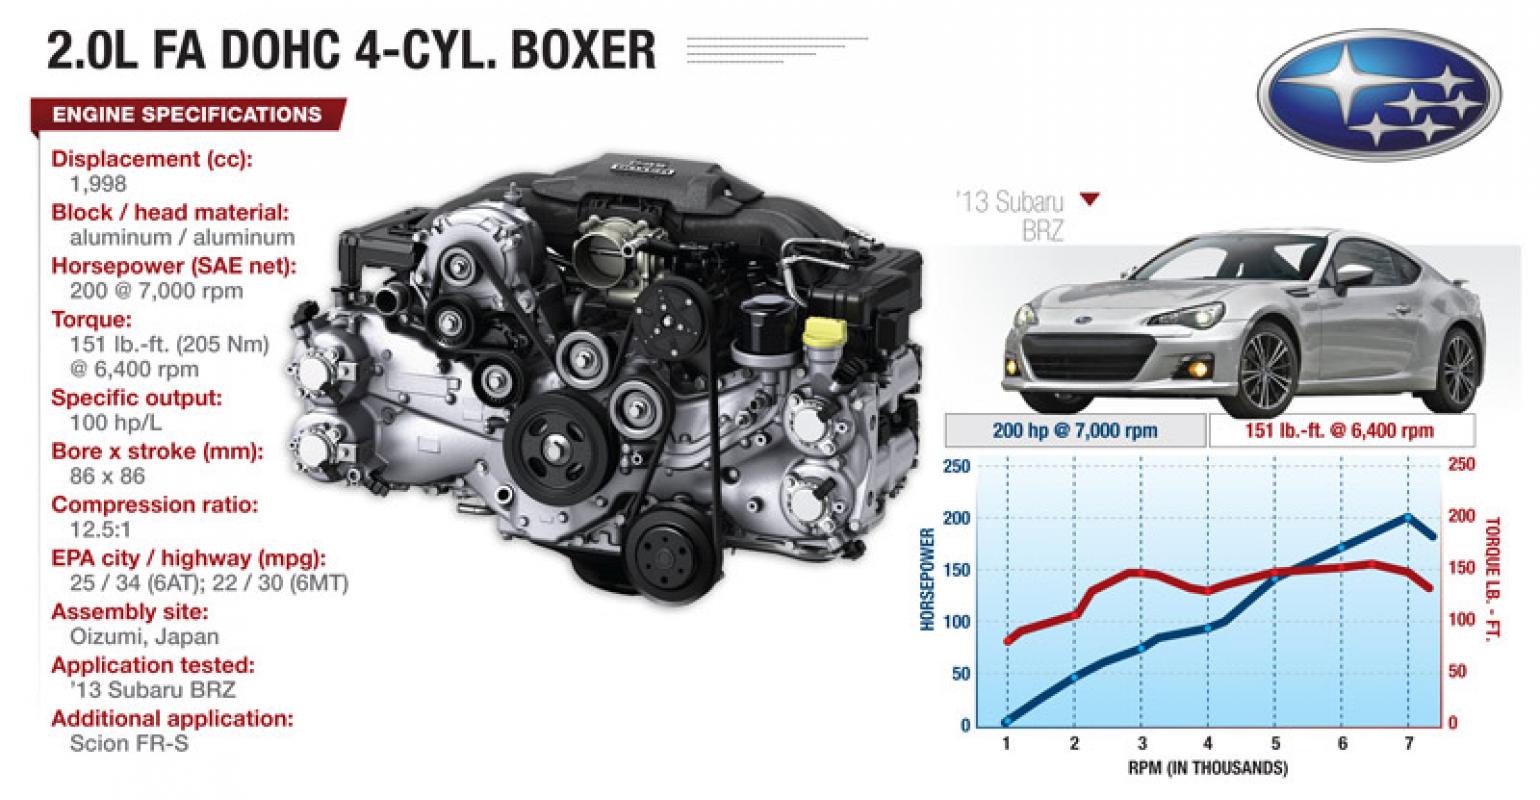 2.0L FA DOHC 4-CYL. BOXER
ENGINE SPECIFICATIONS
Displacement (cc):
1,998
Block / head material:
aluminum / aluminum
Horsepower (SAE net):
200 @ 7,000 rpm
Torque:
151 lb.-ft. (205 Nm)
@ 6,400 rpm
Specific output:
100 hp/L
Bore x stroke (mm):
86 x 86
Compression ratio:
12.5:1
EPA city / highway (mpg):
25 / 34 (6AT); 22 / 30 (6MT)
Assembly site:
Oizumi, Japan
Application tested:
'13 Subaru BRZ
Additional application:
Scion FR-S
'13 Subaru
BRZ
200 hp @ 7,000 rpm
151 lb.-ft. @ 6,400 rpm
HORSEPOWER
250
200
150
100
50
0
250
200
150
100
50
0
TORQUE LB. - FT.
1 2 3 4 5 6 7
RPM (IN THOUSANDS)